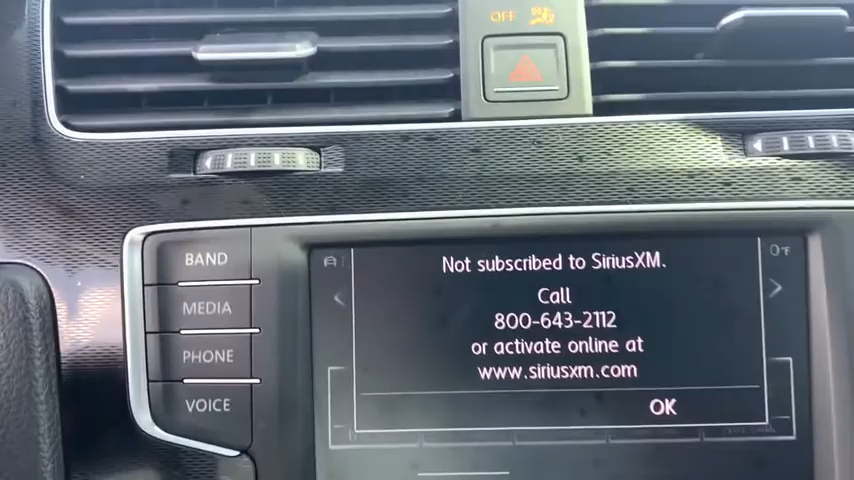 OFF
BAND
MEDIA
PHONE
VOICE
Not subscribed to SiriusXM.
Call
800-643-2112
or activate online at
www.siriusxm.com
OK
0°F